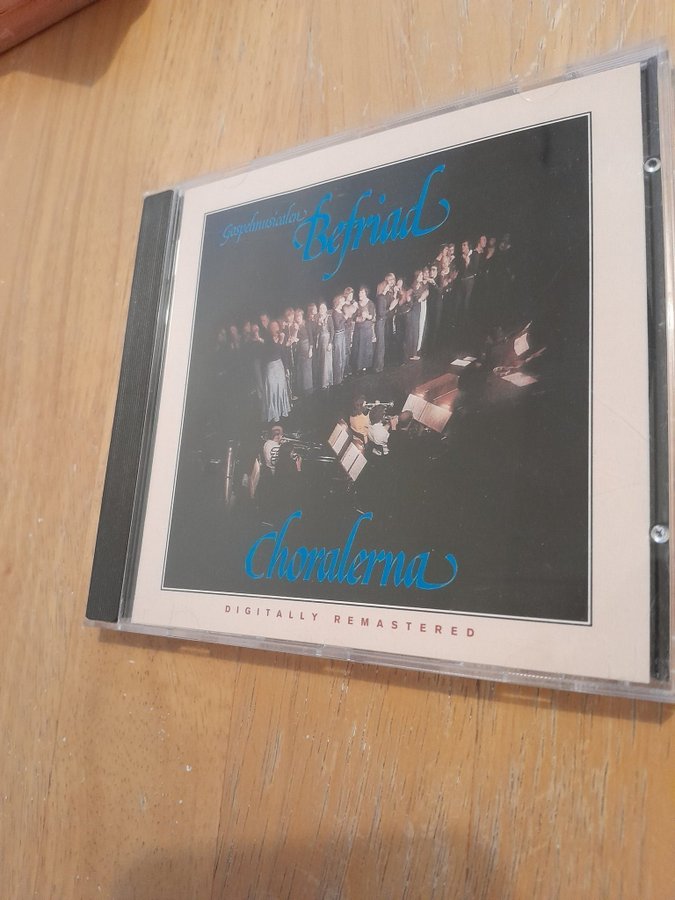 Gospelmusicalen
Befriad
Choralerna
DIGITALLY REMASTERED